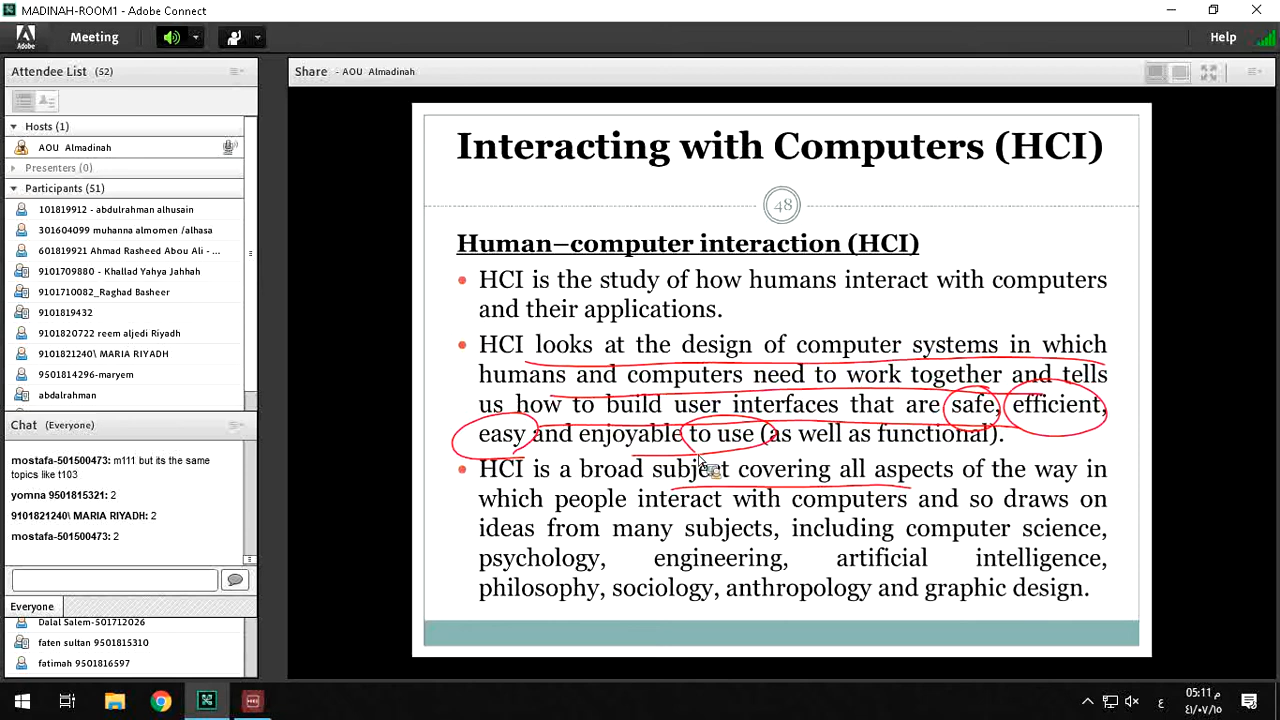 MADINAH-ROOM1 - Adobe Connect
Adobe
Meeting
Help
Attendee List (52)
Hosts (1)
AOU Almadinah
Presenters (0)
Participants (51)
101819912 - abdulrahman alhusain
301604099 muhanna almomen /alhasa
601819921 Ahmad Rasheed Abou Ali - ...
9101709880 - Khallad Yahya Jahhah
9101710082_Raghad Basheer
9101819432
9101820722 reem aljedi Riyadh
9101821240\ MARIA RIYADH
9501814296-maryem
abdalrahman
Chat (Everyone)
mostafa-501500473: m111 but its the same
topics like t103
yomna 9501815321: 2
9101821240\ MARIA RIYADH: 2
mostafa-501500473: 2
Everyone
Dalal Salem-501712026
faten sultan 9501815310
fatimah 9501816597
Share - AOU Almadinah
Interacting with Computers (HCI)
48
Human–computer interaction (HCI)
• HCI is the study of how humans interact with computers
and their applications.
• HCI looks at the design of computer systems in which
humans and computers need to work together and tells
us how to build user interfaces that are safe, efficient,
easy and enjoyable to use (as well as functional).
• HCI is a broad subject covering all aspects of the way in
which people interact with computers and so draws on
ideas from many subjects, including computer science,
psychology, engineering, artificial intelligence,
philosophy, sociology, anthropology and graphic design.
ع
05:11 م